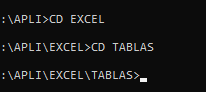 :\APLI>CD EXCEL
:\APLI\EXCEL>CD TABLAS
:\APLI\EXCEL\TABLAS>